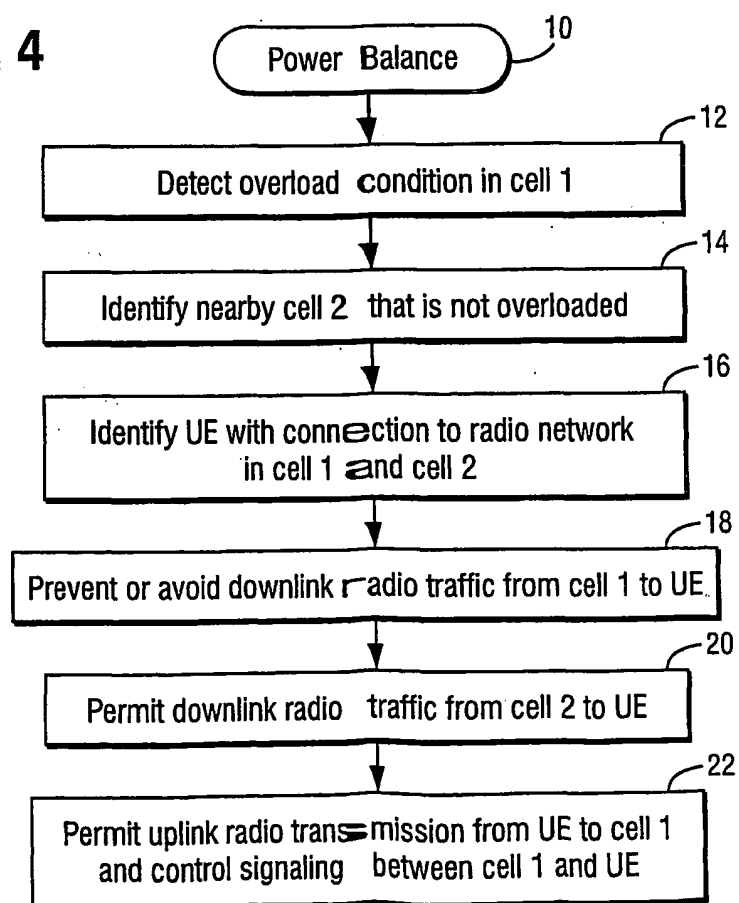 4
Power Balance
10
12
Detect overload condition in cell 1
14
Identify nearby cell 2 that is not overloaded
16
Identify UE with connection to radio network
in cell 1 and cell 2
18
Prevent or avoid downlink radio traffic from cell 1 to UE
20
Permit downlink radio traffic from cell 2 to UE
22
Permit uplink radio transmission from UE to cell 1
and control signaling between cell 1 and UE